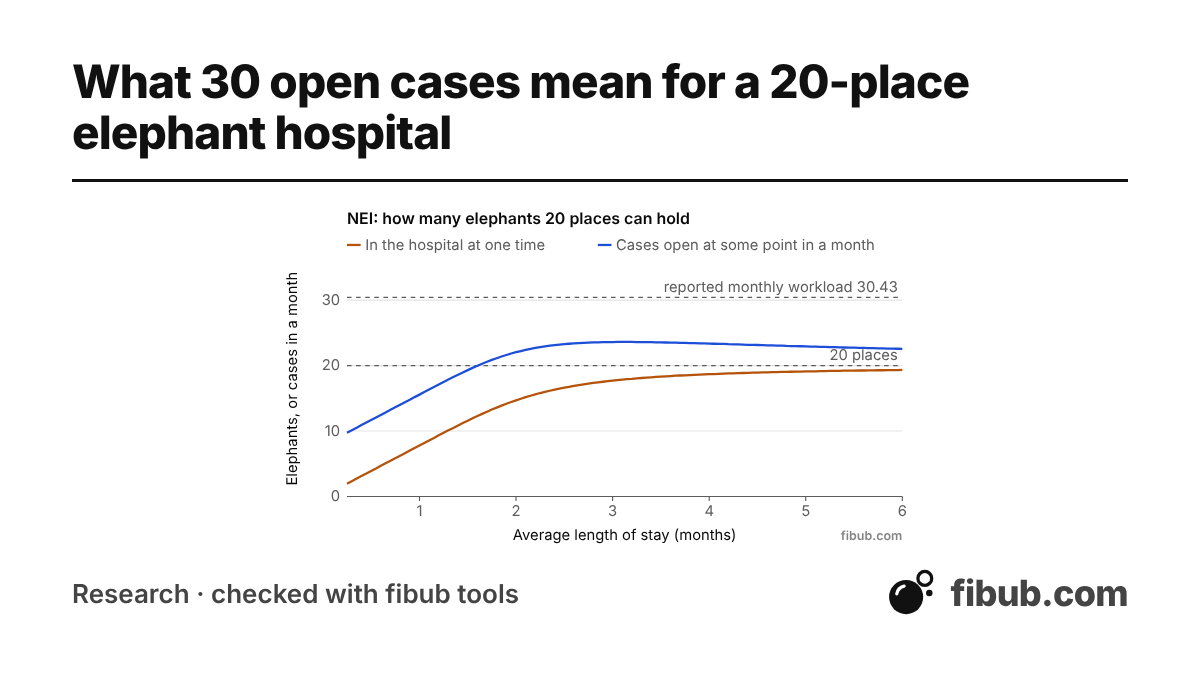 What 30 open cases mean for a 20-place
elephant hospital
NEI: how many elephants 20 places can hold
In the hospital at one time
Cases open at some point in a month
Elephants, or cases in a month
reported monthly workload 30.43
30
20 places
20
10
0
1 2 3 4 5 6
Average length of stay (months)
fibub.com
Research · checked with fibub tools
fibub.com